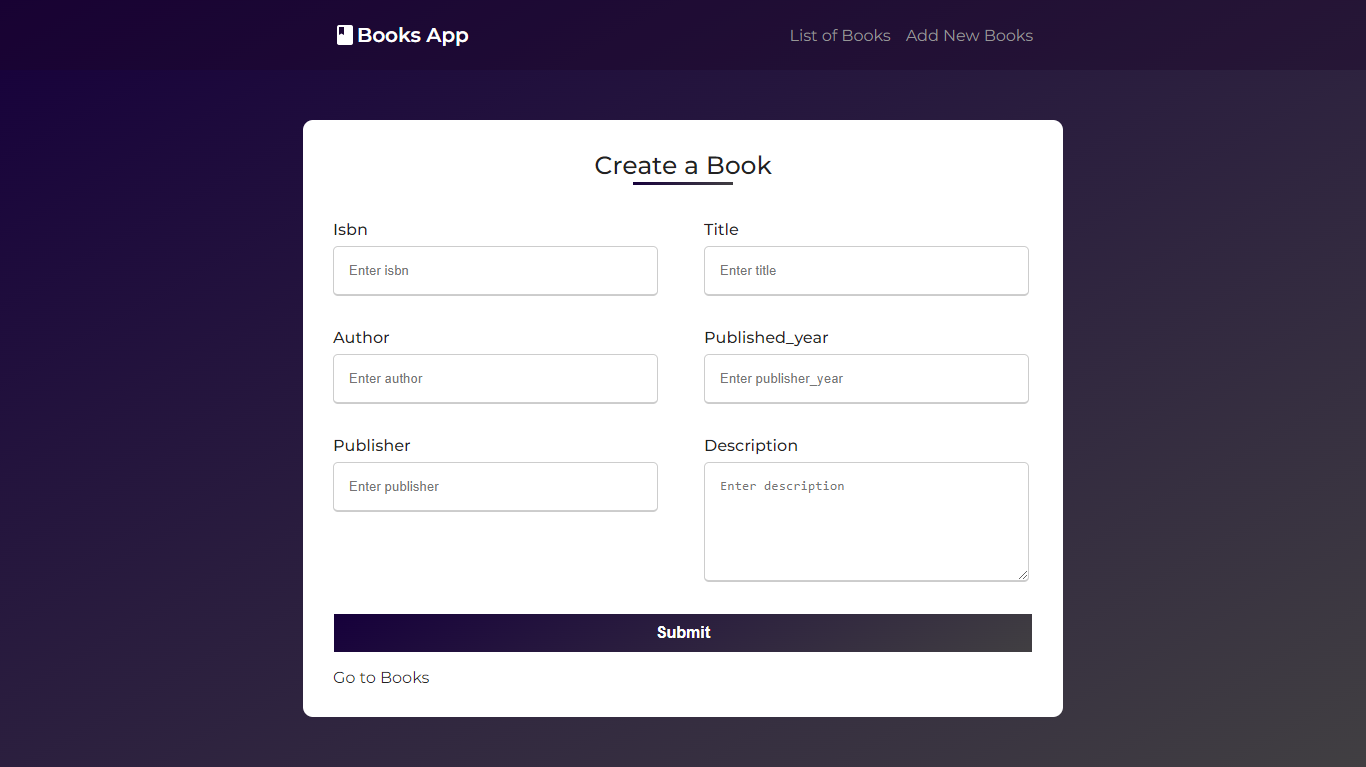 Books App
List of Books
Add New Books
Create a Book
Isbn
Enter isbn
Title
Enter title
Author
Enter author
Published_year
Enter publisher_year
Publisher
Enter publisher
Description
Enter description
Submit
Go to Books